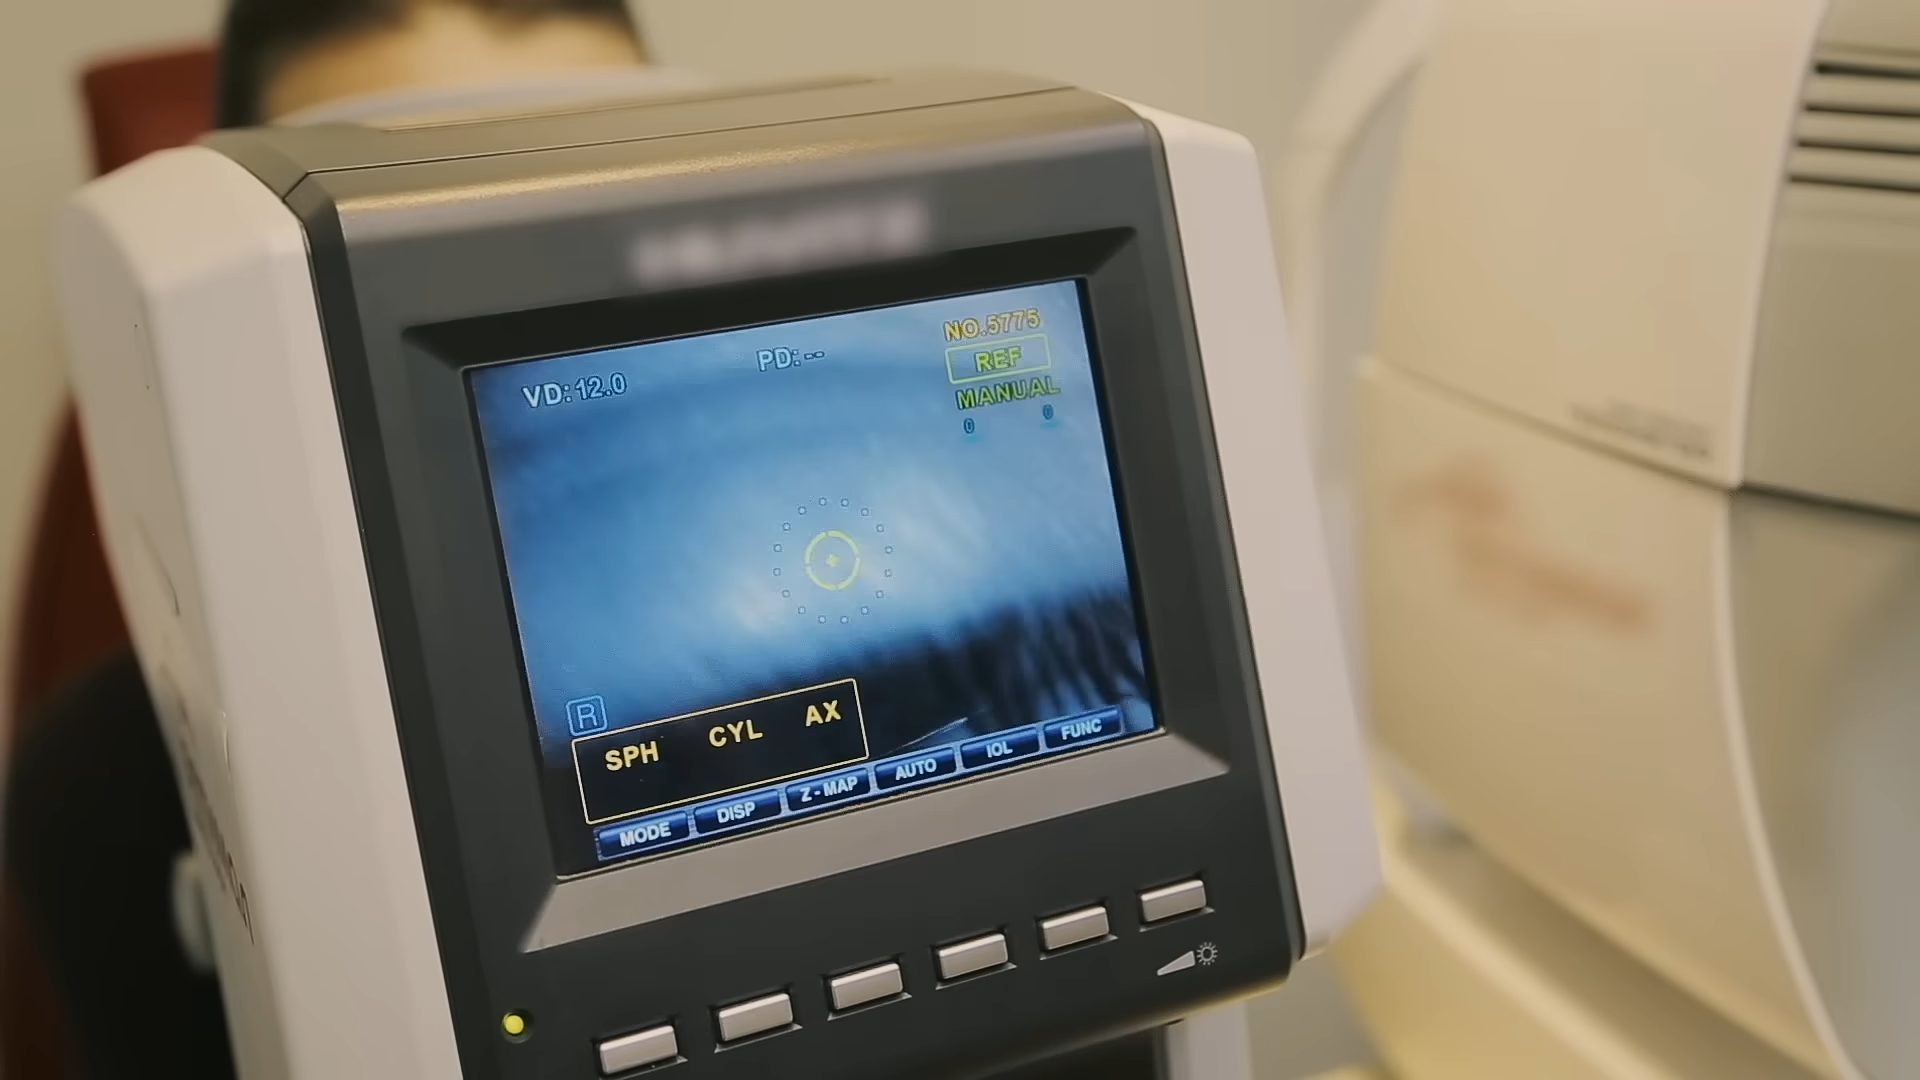 NO.5775
PD:--
REF
VD:12.0
MANUAL
0 0
R
SPH CYL AX
MODE DISP Z-MAP AUTO IOL FUNC